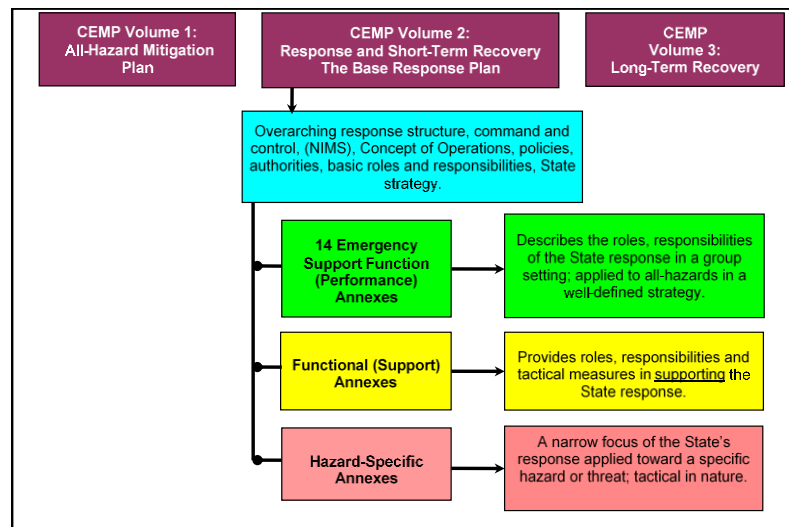 CEMP Volume 1:
All-Hazard Mitigation
Plan
CEMP Volume 2:
Response and Short-Term Recovery
The Base Response Plan
CEMP
Volume 3:
Long-Term Recovery
Overarching response structure, command and
control, (NIMS), Concept of Operations, policies,
authorities, basic roles and responsibilities, State
strategy.
14 Emergency
Support Function
(Performance)
Annexes
Describes the roles, responsibilities
of the State response in a group
setting; applied to all-hazards in a
well-defined strategy.
Functional (Support)
Annexes
Provides roles, responsibilities and
tactical measures in supporting the
State response.
Hazard-Specific
Annexes
A narrow focus of the State's
response applied toward a specific
hazard or threat; tactical in nature.